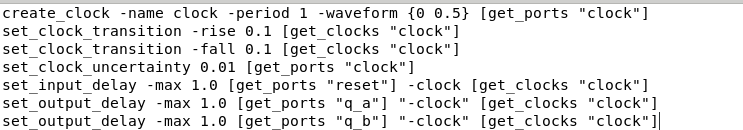 create_clock -name clock -period 1 -waveform {0 0.5} [get_ports "clock"]
set_clock_transition -rise 0.1 [get_clocks "clock"]
set_clock_transition -fall 0.1 [get_clocks "clock"]
set_clock_uncertainty 0.01 [get_ports "clock"]
set_input_delay -max 1.0 [get_ports "reset"] -clock [get_clocks "clock"]
set_output_delay -max 1.0 [get_ports "q_a"] "-clock" [get_clocks "clock"]
set_output_delay -max 1.0 [get_ports "q_b"] "-clock" [get_clocks "clock"]